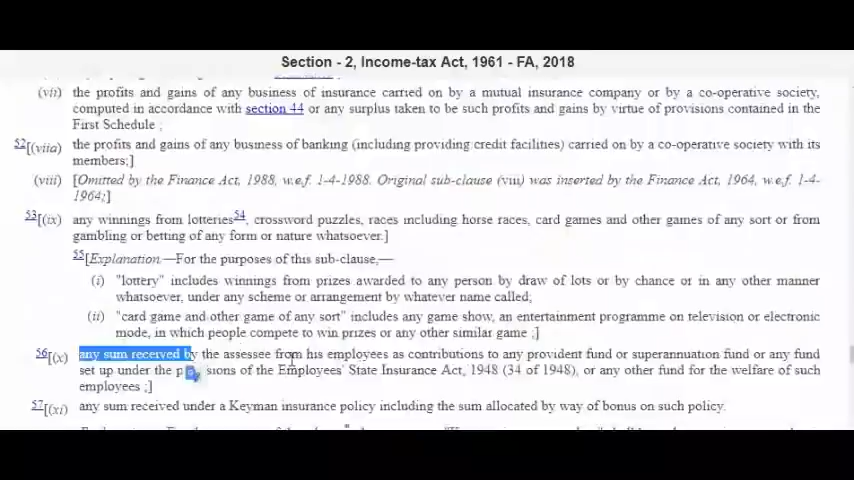 Section - 2, Income-tax Act, 1961 - FA, 2018
(vii) the profits and gains of any business of insurance carried on by a mutual insurance company or by a co-operative society,
computed in accordance with section 44 or any surplus taken to be such profits and gains by virtue of provisions contained in the
First Schedule ;
52[(viia) the profits and gains of any business of banking (including providing credit facilities) carried on by a co-operative society with its
members;]
(viii) [Omitted by the Finance Act, 1988, w.e.f. 1-4-1988. Original sub-clause (viii) was inserted by the Finance Act, 1964, w.e.f. 1-4-
1964;]
53[(ix) any winnings from lotteries54, crossword puzzles, races including horse races, card games and other games of any sort or from
gambling or betting of any form or nature whatsoever.]
55[Explanation.—For the purposes of this sub-clause,—
(i) "lottery" includes winnings from prizes awarded to any person by draw of lots or by chance or in any other manner
whatsoever, under any scheme or arrangement by whatever name called;
(ii) "card game and other game of any sort" includes any game show, an entertainment programme on television or electronic
mode, in which people compete to win prizes or any other similar game ;]
56[(x) any sum received by the assessee from his employees as contributions to any provident fund or superannuation fund or any fund
set up under the p sions of the Employees' State Insurance Act, 1948 (34 of 1948), or any other fund for the welfare of such
employees ;]
57[(xi) any sum received under a Keyman insurance policy including the sum allocated by way of bonus on such policy.